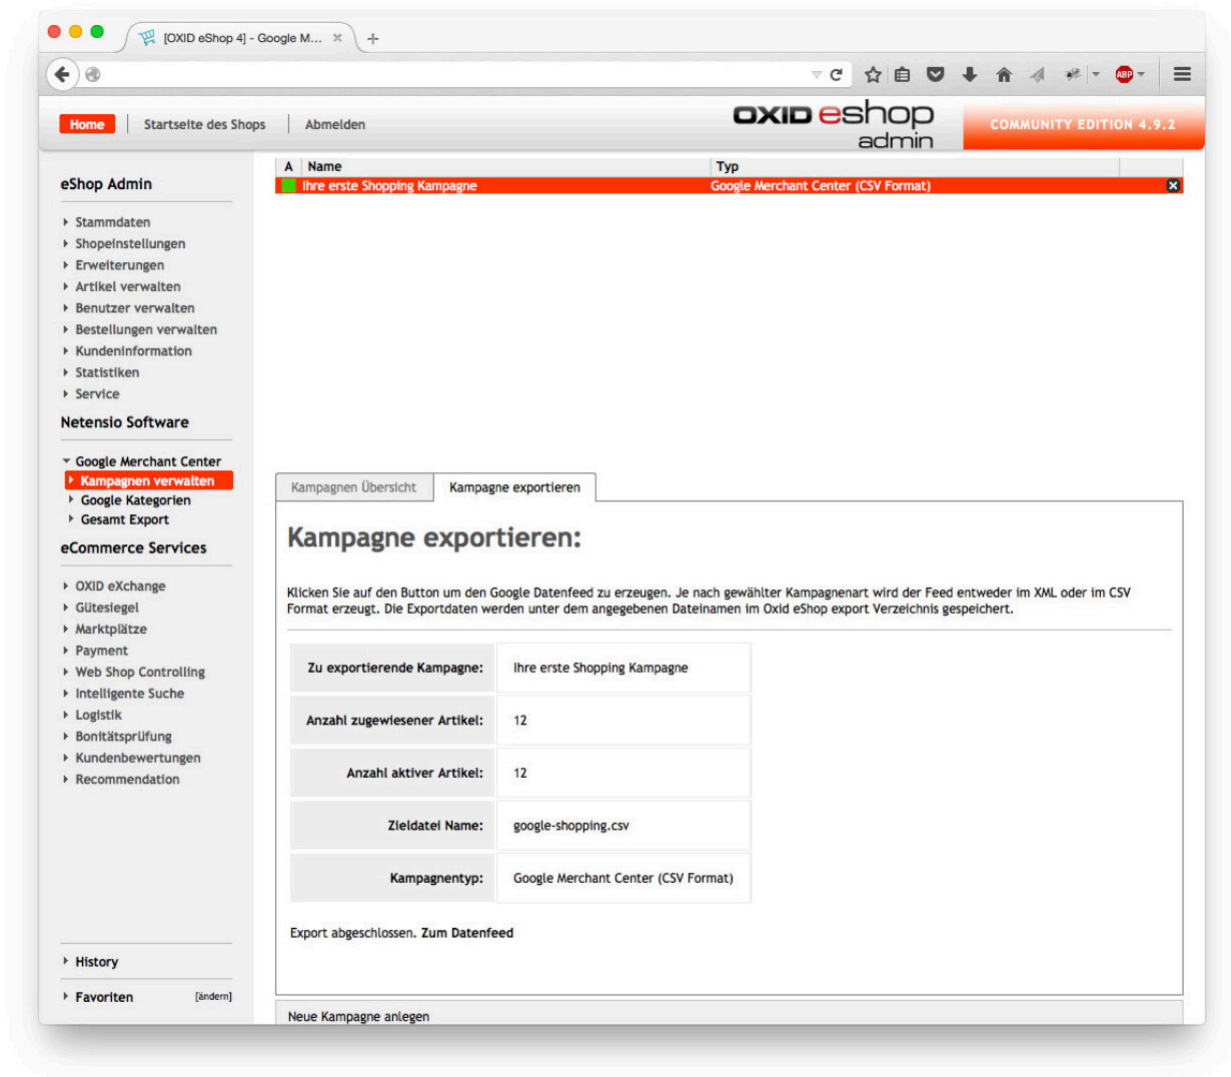 [OXID eShop 4] - Google M...
ABP
Home
Startseite des Shops
Abmelden
OXID eshop
admin
COMMUNITY EDITION 4.9.2
eShop Admin
Stammdaten
Shopeinstellungen
Erweiterungen
Artikel verwalten
Benutzer verwalten
Bestellungen verwalten
Kundeninformation
Statistiken
Service
Netensio Software
Google Merchant Center
Kampagnen verwalten
Google Kategorien
Gesamt Export
eCommerce Services
OXID eXchange
Gütesiegel
Marktplätze
Payment
Web Shop Controlling
Intelligente Suche
Logistik
Bonitätsprüfung
Kundenbewertungen
Recommendation
History
Favoriten [ändern]
A Name Typ
Ihre erste Shopping Kampagne Google Merchant Center (CSV Format)
Kampagnen Übersicht Kampagne exportieren
Kampagne exportieren:
Klicken Sie auf den Button um den Google Datenfeed zu erzeugen. Je nach gewählter Kampagnenart wird der Feed entweder im XML oder im CSV
Format erzeugt. Die Exportdaten werden unter dem angegebenen Dateinamen im Oxid eShop export Verzeichnis gespeichert.
Zu exportierende Kampagne: Ihre erste Shopping Kampagne
Anzahl zugewiesener Artikel: 12
Anzahl aktiver Artikel: 12
Zieldatei Name: google-shopping.csv
Kampagnentyp: Google Merchant Center (CSV Format)
Export abgeschlossen. Zum Datenfeed
Neue Kampagne anlegen